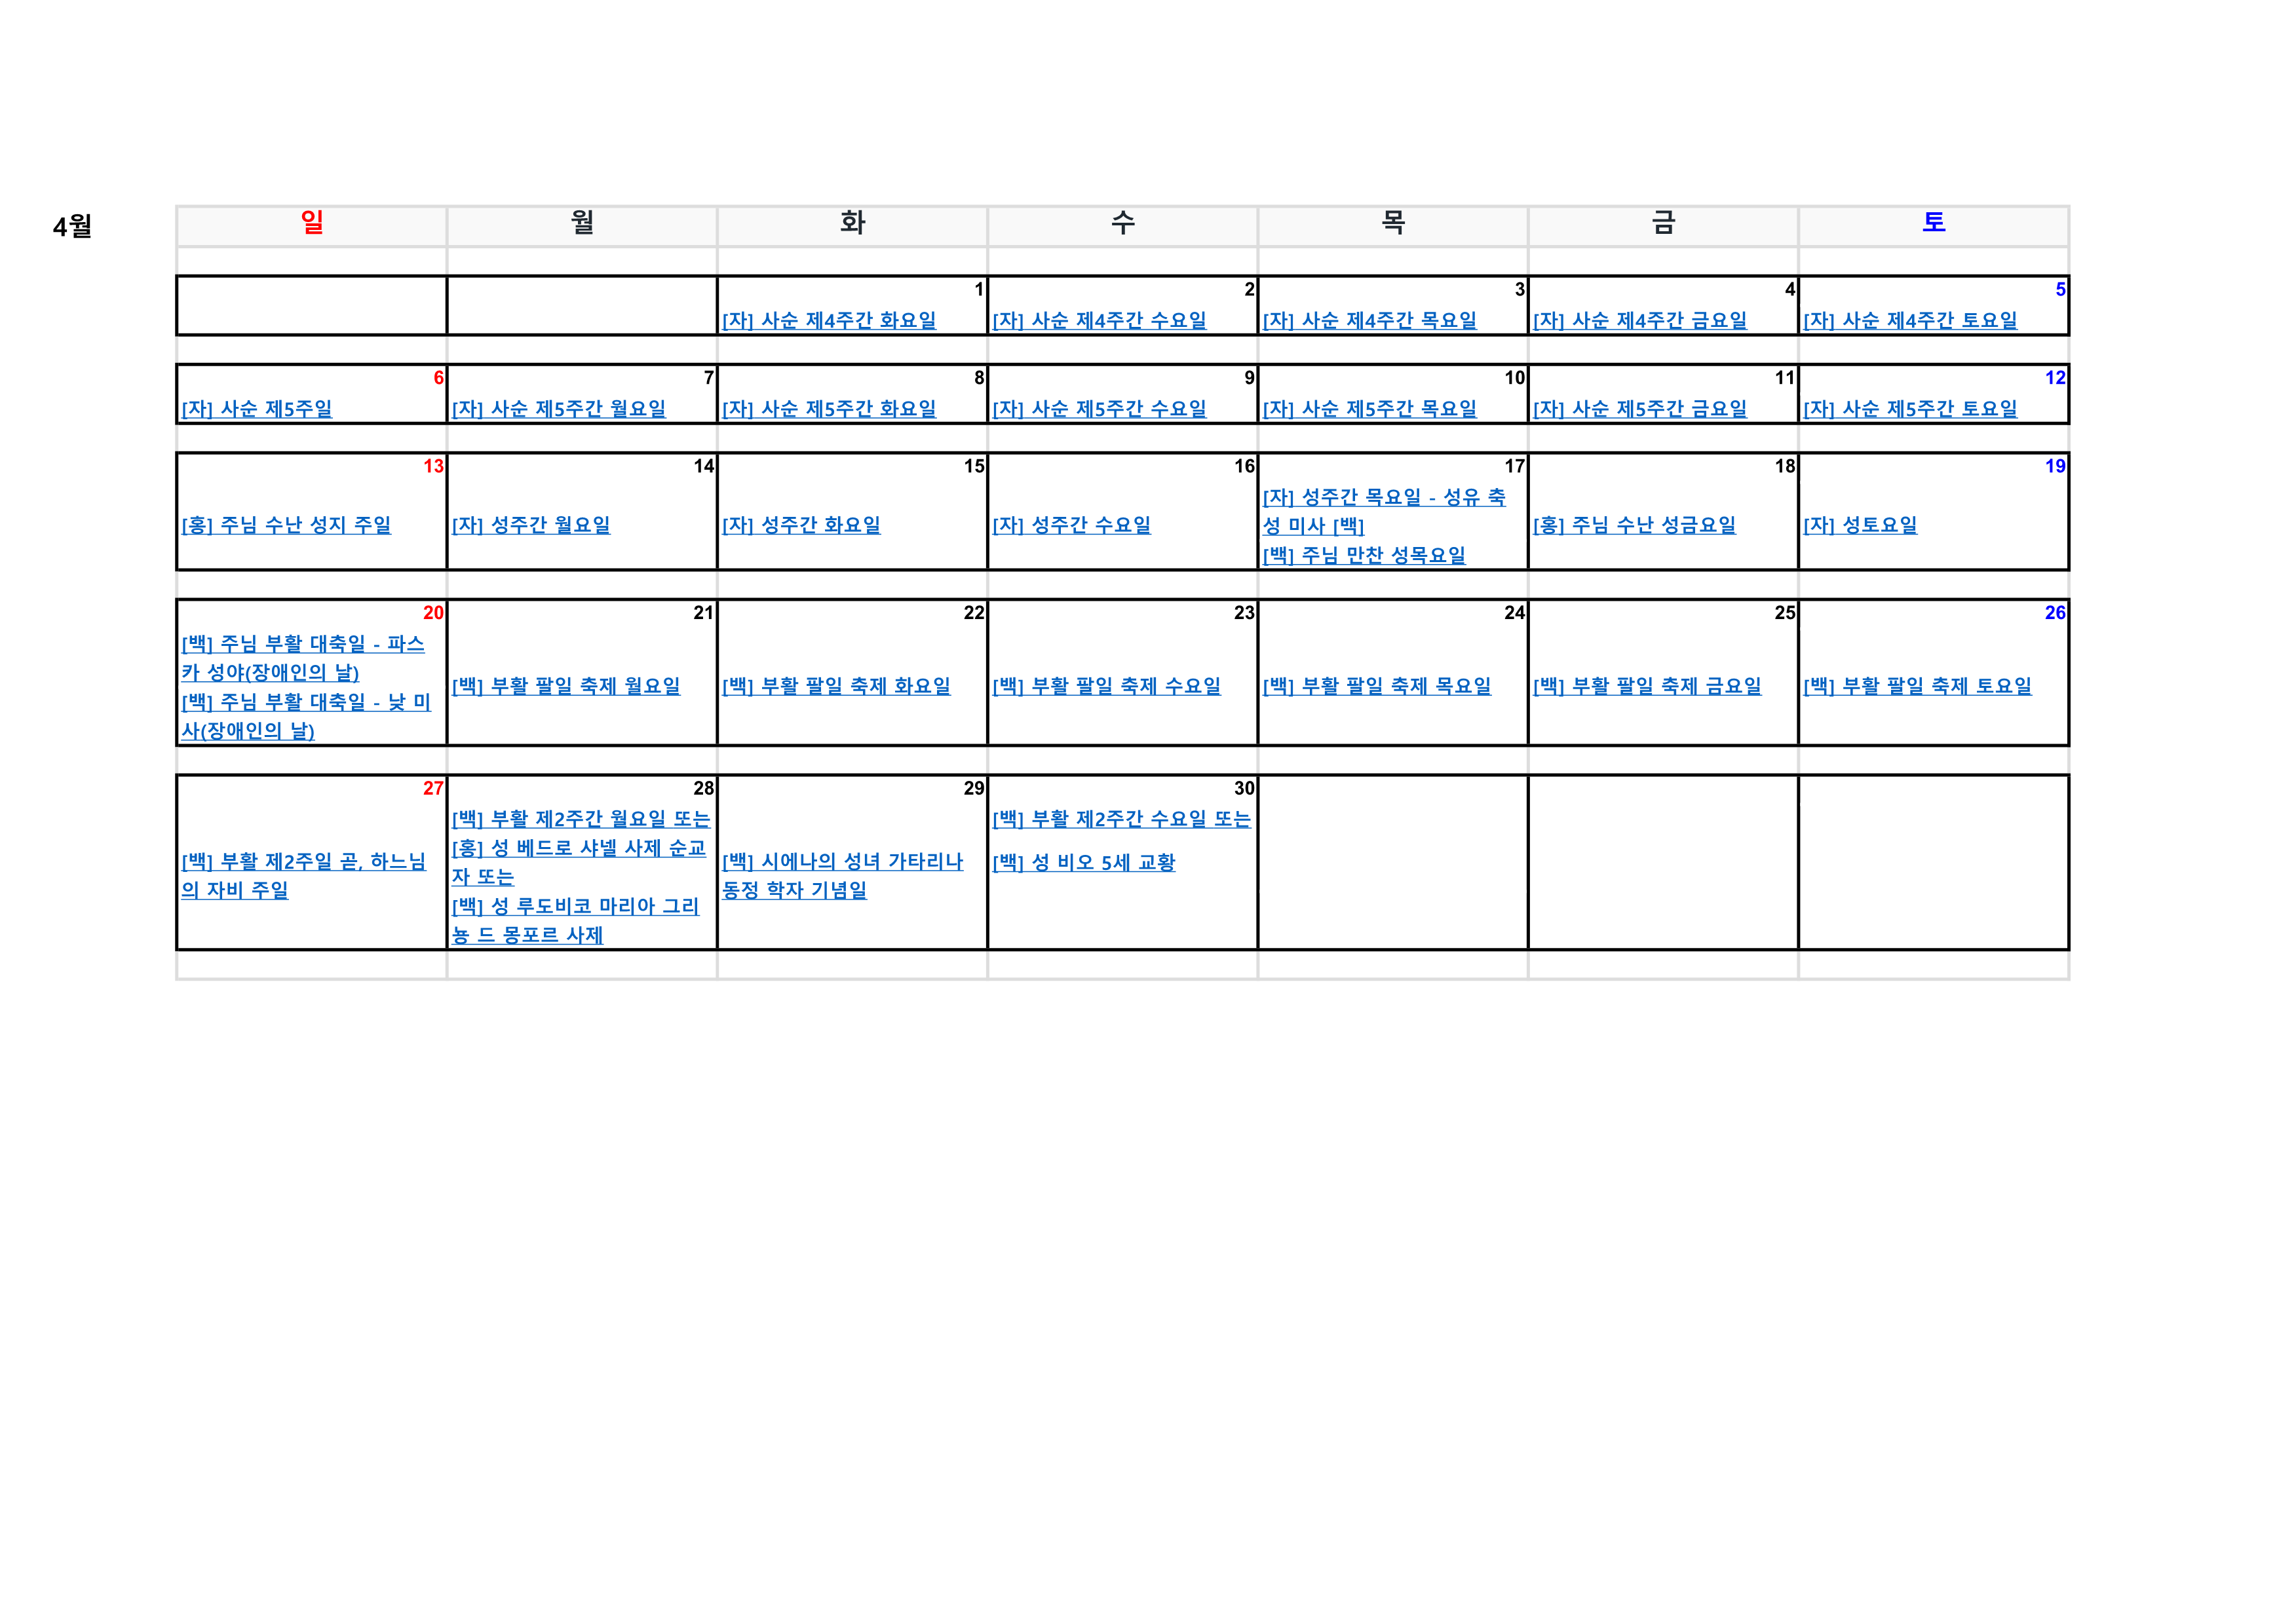 4월
일 월 화 수 목 금 토
1 2 3 4 5
[자] 사순 제4주간 화요일 [자] 사순 제4주간 수요일 [자] 사순 제4주간 목요일 [자] 사순 제4주간 금요일 [자] 사순 제4주간 토요일
6 7 8 9 10 11 12
[자] 사순 제5주일 [자] 사순 제5주간 월요일 [자] 사순 제5주간 화요일 [자] 사순 제5주간 수요일 [자] 사순 제5주간 목요일 [자] 사순 제5주간 금요일 [자] 사순 제5주간 토요일
13 14 15 16 17 18 19
[홍] 주님 수난 성지 주일
[자] 성주간 월요일
[자] 성주간 화요일
[자] 성주간 수요일
[자] 성주간 목요일 - 성유 축
성 미사 [백]
[백] 주님 만찬 성목요일
[홍] 주님 수난 성금요일
[자] 성토요일
20 21 22 23 24 25 26
[백] 주님 부활 대축일 - 파스
카 성야(장애인의 날)
[백] 주님 부활 대축일 - 낮 미
사(장애인의 날)
[백] 부활 팔일 축제 월요일
[백] 부활 팔일 축제 화요일
[백] 부활 팔일 축제 수요일
[백] 부활 팔일 축제 목요일
[백] 부활 팔일 축제 금요일
[백] 부활 팔일 축제 토요일
27 28 29 30
[백] 부활 제2주일 곧, 하느님
의 자비 주일
[백] 부활 제2주간 월요일 또는
[홍] 성 베드로 샤넬 사제 순교
자 또는
[백] 성 루도비코 마리아 그리
뇽 드 몽포르 사제
[백] 시에나의 성녀 가타리나
동정 학자 기념일
[백] 부활 제2주간 수요일 또는
[백] 성 비오 5세 교황